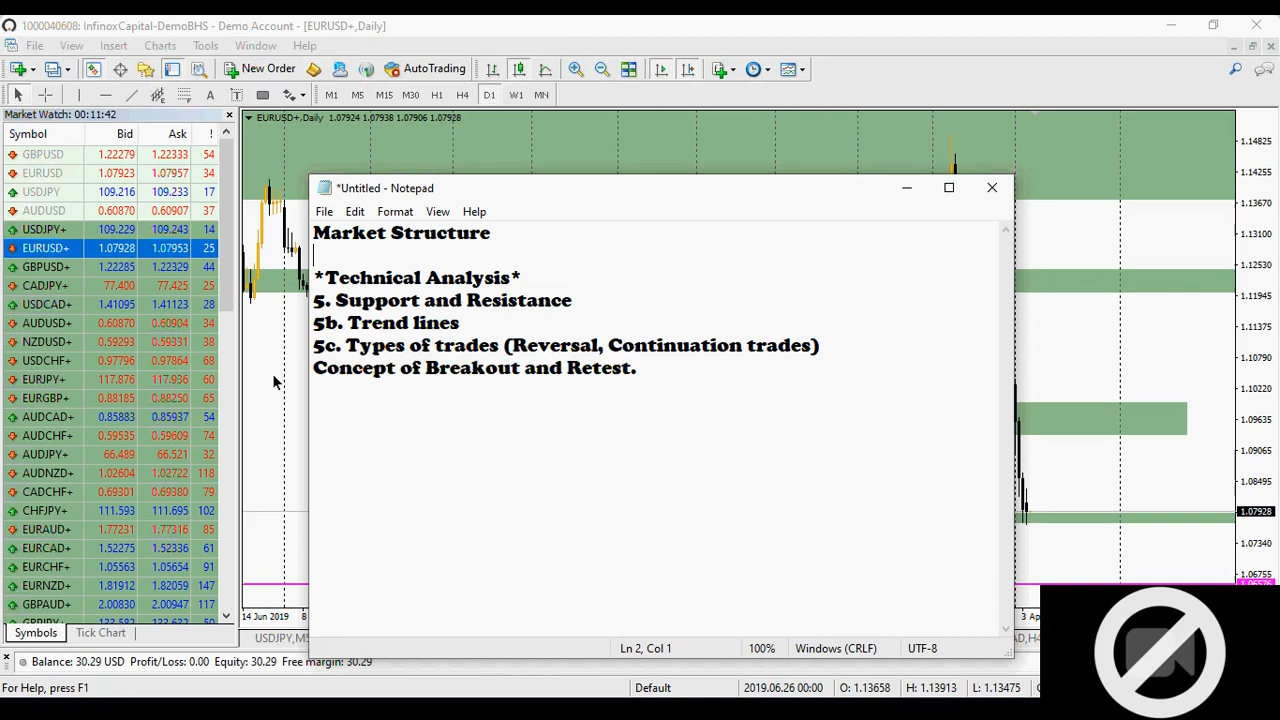 1000040608: InfinoxCapital-DemoBHS - Demo Account - [EURUSD+,Daily]
File View Insert Charts Tools Window Help
New Order AutoTrading
A T M1 M5 M15 M30 H1 H4 D1 W1 MN
Market Watch: 00:11:42
Symbol Bid Ask !
GBPUSD 1.22279 1.22333 54
EURUSD 1.07923 1.07957 34
USDJPY 109.216 109.233 17
AUDUSD 0.60870 0.60907 37
USDJPY+ 109.229 109.243 14
EURUSD+ 1.07928 1.07953 25
GBPUSD+ 1.22285 1.22329 44
CADJPY+ 77.400 77.425 25
USDCAD+ 1.41095 1.41123 28
AUDUSD+ 0.60870 0.60904 34
NZDUSD+ 0.59293 0.59331 38
USDCHF+ 0.97796 0.97864 68
EURJPY+ 117.876 117.936 60
EURGBP+ 0.88185 0.88250 65
AUDCAD+ 0.85883 0.85937 54
AUDCHF+ 0.59535 0.59609 74
AUDJPY+ 66.489 66.521 32
AUDNZD+ 1.02604 1.02722 118
CADCHF+ 0.69301 0.69380 79
CHFJPY+ 111.593 111.695 102
EURAUD+ 1.77231 1.77316 85
EURCAD+ 1.52275 1.52336 61
EURCHF+ 1.05563 1.05654 91
EURNZD+ 1.81912 1.82059 147
GBPAUD+ 2.00830 2.00947 117
Symbols Tick Chart
EURUSD+,Daily 1.07924 1.07938 1.07906 1.07928
*Untitled - Notepad
File Edit Format View Help
Market Structure
*Technical Analysis*
5. Support and Resistance
5b. Trend lines
5c. Types of trades (Reversal, Continuation trades)
Concept of Breakout and Retest.
Ln 2, Col 1 100% Windows (CRLF) UTF-8
1.14825
1.14255
1.13670
1.13100
1.12530
1.11945
1.11375
1.10790
1.10220
1.09635
1.09065
1.08495
1.07928
1.07340
1.06755
14 Jun 2019
Balance: 30.29 USD Profit/Loss: 0.00 Equity: 30.29 Free margin: 30.29
For Help, press F1 Default 2019.06.26 00:00 O: 1.13658 H: 1.13913 L: 1.13475